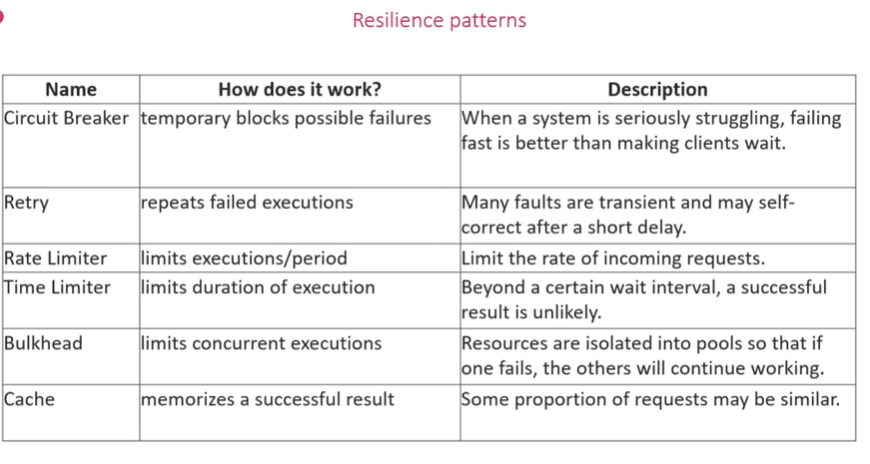 Resilience patterns
Name How does it work? Description
Circuit Breaker temporary blocks possible failures When a system is seriously struggling, failing
fast is better than making clients wait.
Retry repeats failed executions Many faults are transient and may self-
correct after a short delay.
Rate Limiter limits executions/period Limit the rate of incoming requests.
Time Limiter limits duration of execution Beyond a certain wait interval, a successful
result is unlikely.
Bulkhead limits concurrent executions Resources are isolated into pools so that if
one fails, the others will continue working.
Cache memorizes a successful result Some proportion of requests may be similar.